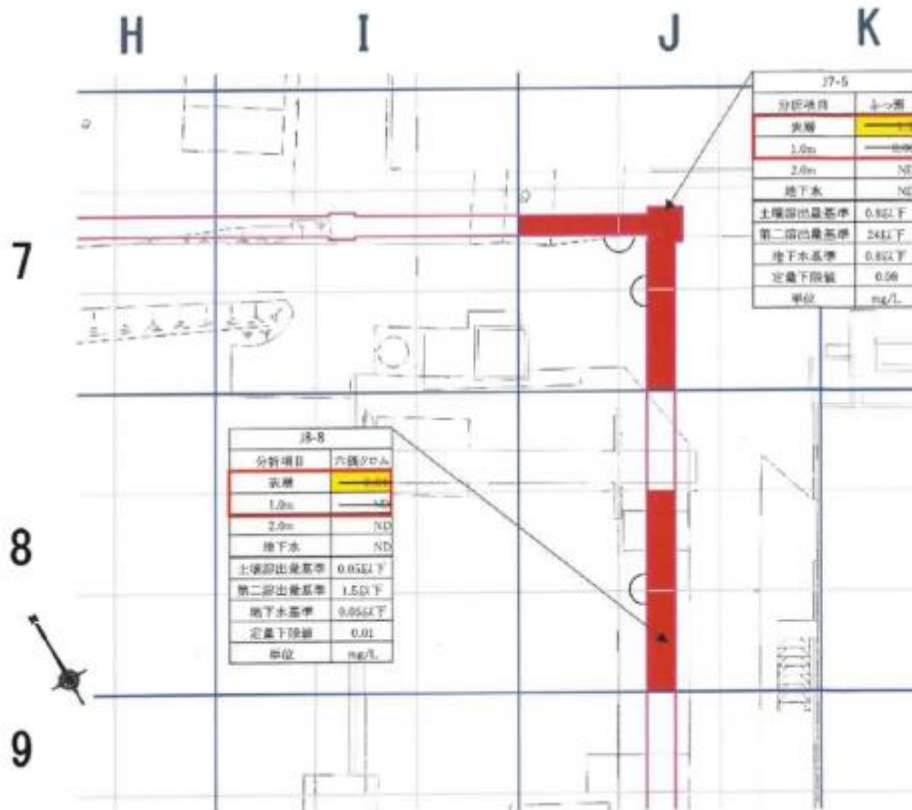 H I J K
7
8
9
J7-5
分析項目 ふっ素
表層
1.0m
2.0m ND
地下水 ND
土壌溶出量基準 0.8以下
第二溶出量基準 24以下
地下水基準 0.8以下
定量下限値 0.08
単位 mg/L
J8-8
分析項目 六価クロム
表層
1.0m ND
2.0m ND
地下水 ND
土壌溶出量基準 0.05以下
第二溶出量基準 1.5以下
地下水基準 0.05以下
定量下限値 0.01
単位 mg/L